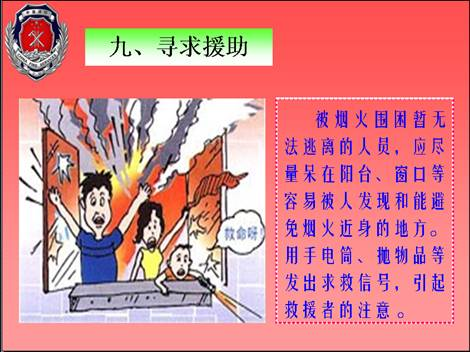 九、寻求援助
被烟火围困暂无
法逃离的人员，应尽
量呆在阳台、窗口等
容易被人发现和能避
免烟火近身的地方。
用手电筒、抛物品等
发出求救信号，引起
救援者的注意。
救命呀！